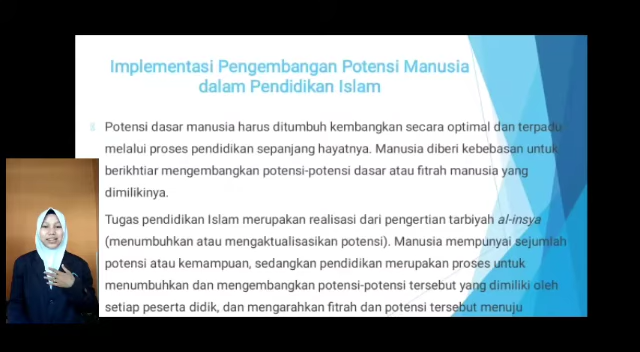 Implementasi Pengembangan Potensi Manusia
dalam Pendidikan Islam
Potensi dasar manusia harus ditumbuh kembangkan secara optimal dan terpadu
melalui proses pendidikan sepanjang hayatnya. Manusia diberi kebebasan untuk
berikhtiar mengembangkan potensi-potensi dasar atau fitrah manusia yang
dimilikinya.
Tugas pendidikan Islam merupakan realisasi dari pengertian tarbiyah al-insya
(menumbuhkan atau mengaktualisasikan potensi). Manusia mempunyai sejumlah
potensi atau kemampuan, sedangkan pendidikan merupakan proses untuk
menumbuhkan dan mengembangkan potensi-potensi tersebut yang dimiliki oleh
setiap peserta didik, dan mengarahkan fitrah dan potensi tersebut menuju